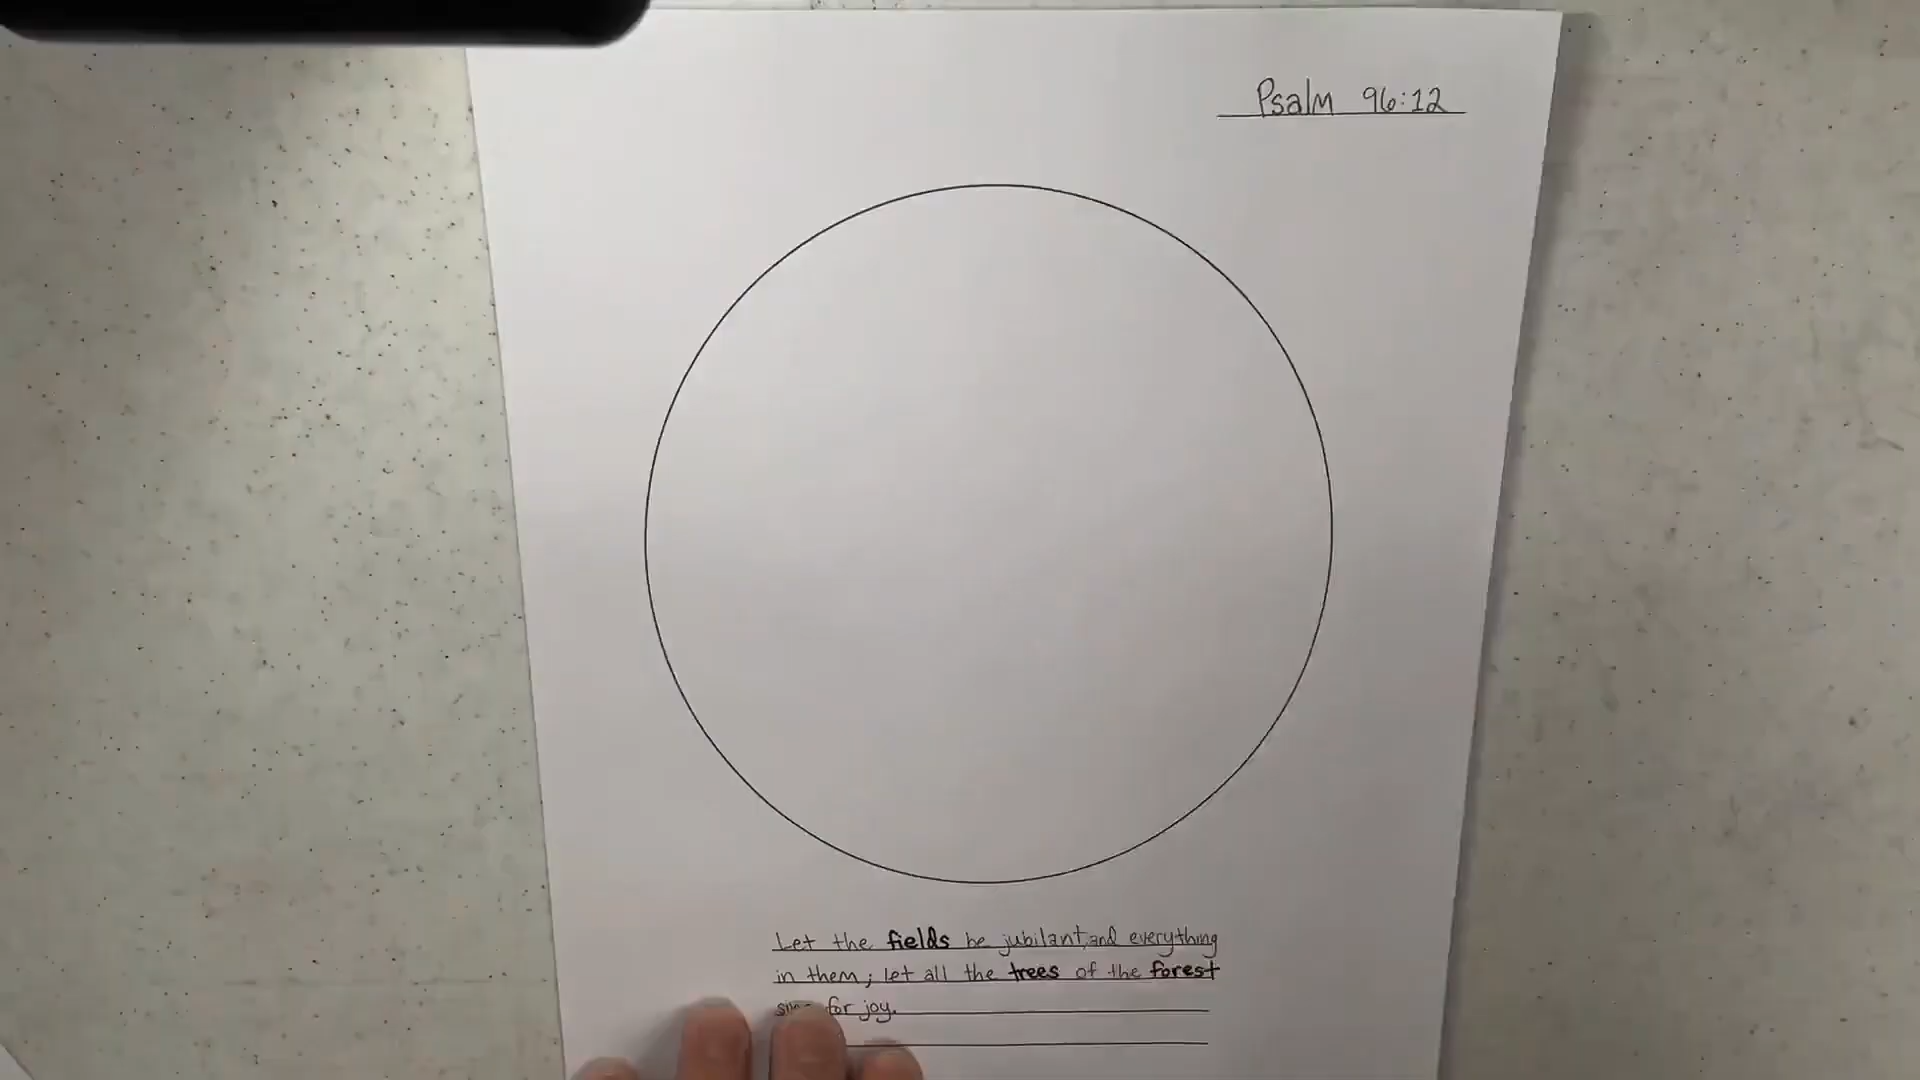 Psalm 96:12
Let the fields be jubilant, and everything
in them; let all the trees of the forest
for joy.